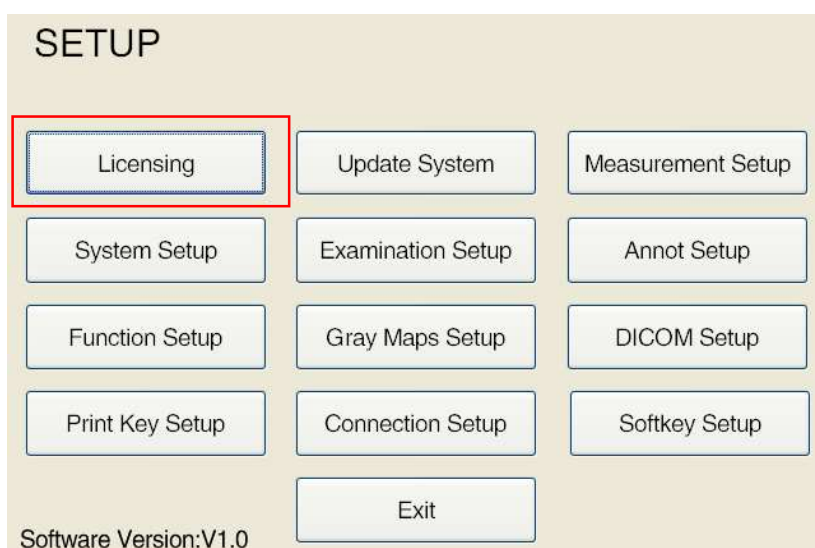 SETUP
Licensing
Update System
Measurement Setup
System Setup
Examination Setup
Annot Setup
Function Setup
Gray Maps Setup
DICOM Setup
Print Key Setup
Connection Setup
Softkey Setup
Exit
Software Version:V1.0